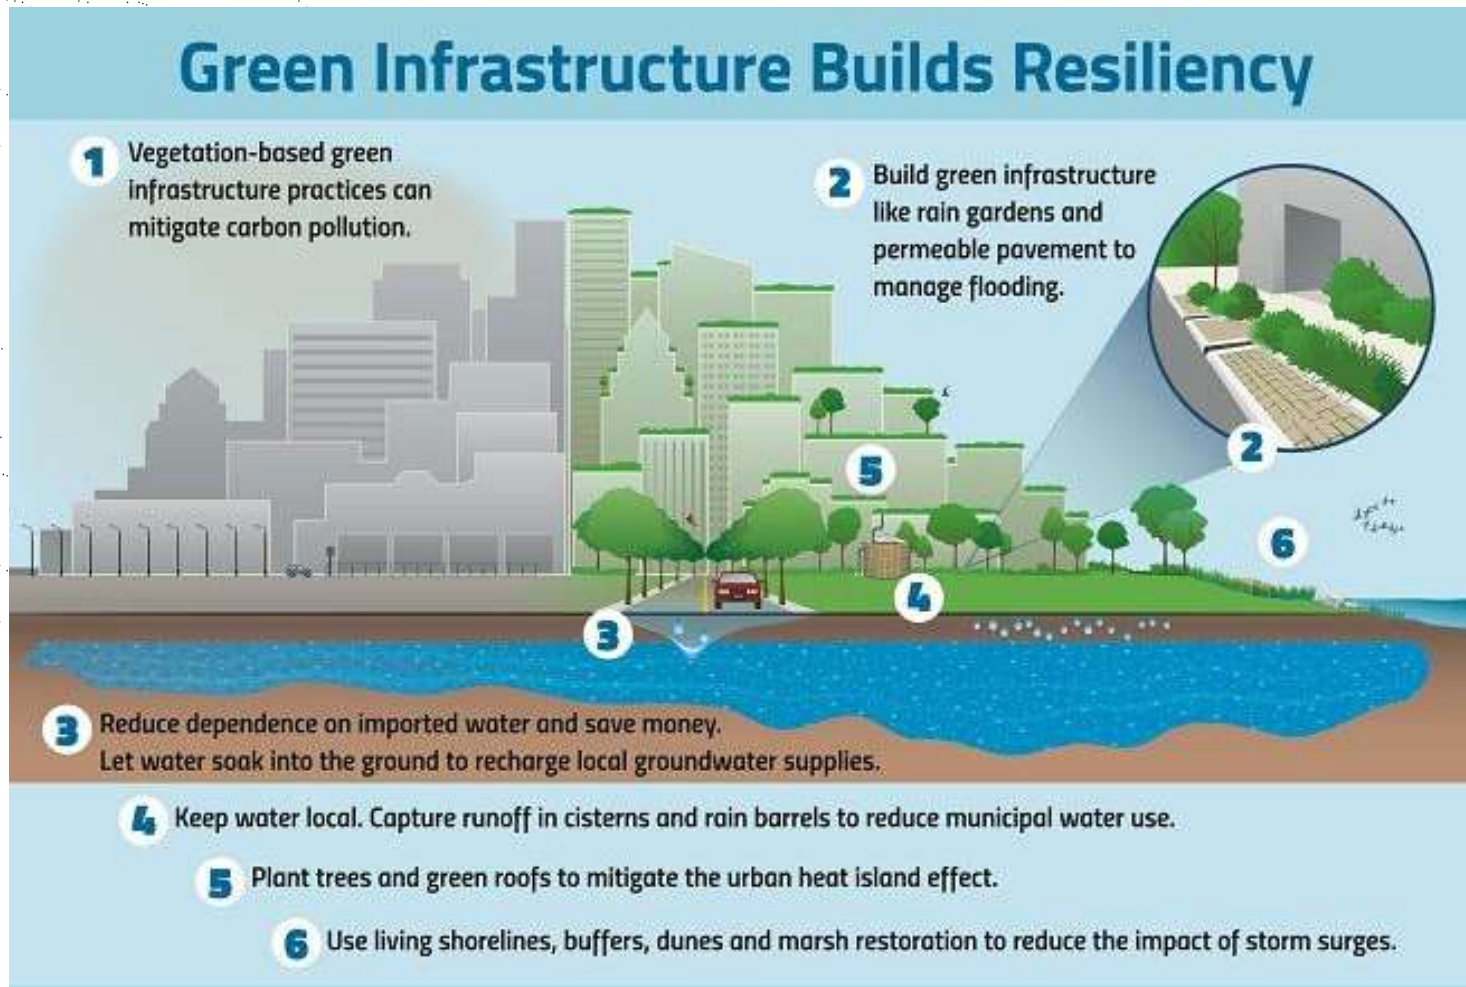 Green Infrastructure Builds Resiliency
1 Vegetation-based green
infrastructure practices can
mitigate carbon pollution.
2 Build green infrastructure
like rain gardens and
permeable pavement to
manage flooding.
2
5
6
4
3
3 Reduce dependence on imported water and save money.
Let water soak into the ground to recharge local groundwater supplies.
4 Keep water local. Capture runoff in cisterns and rain barrels to reduce municipal water use.
5 Plant trees and green roofs to mitigate the urban heat island effect.
6 Use living shorelines, buffers, dunes and marsh restoration to reduce the impact of storm surges.